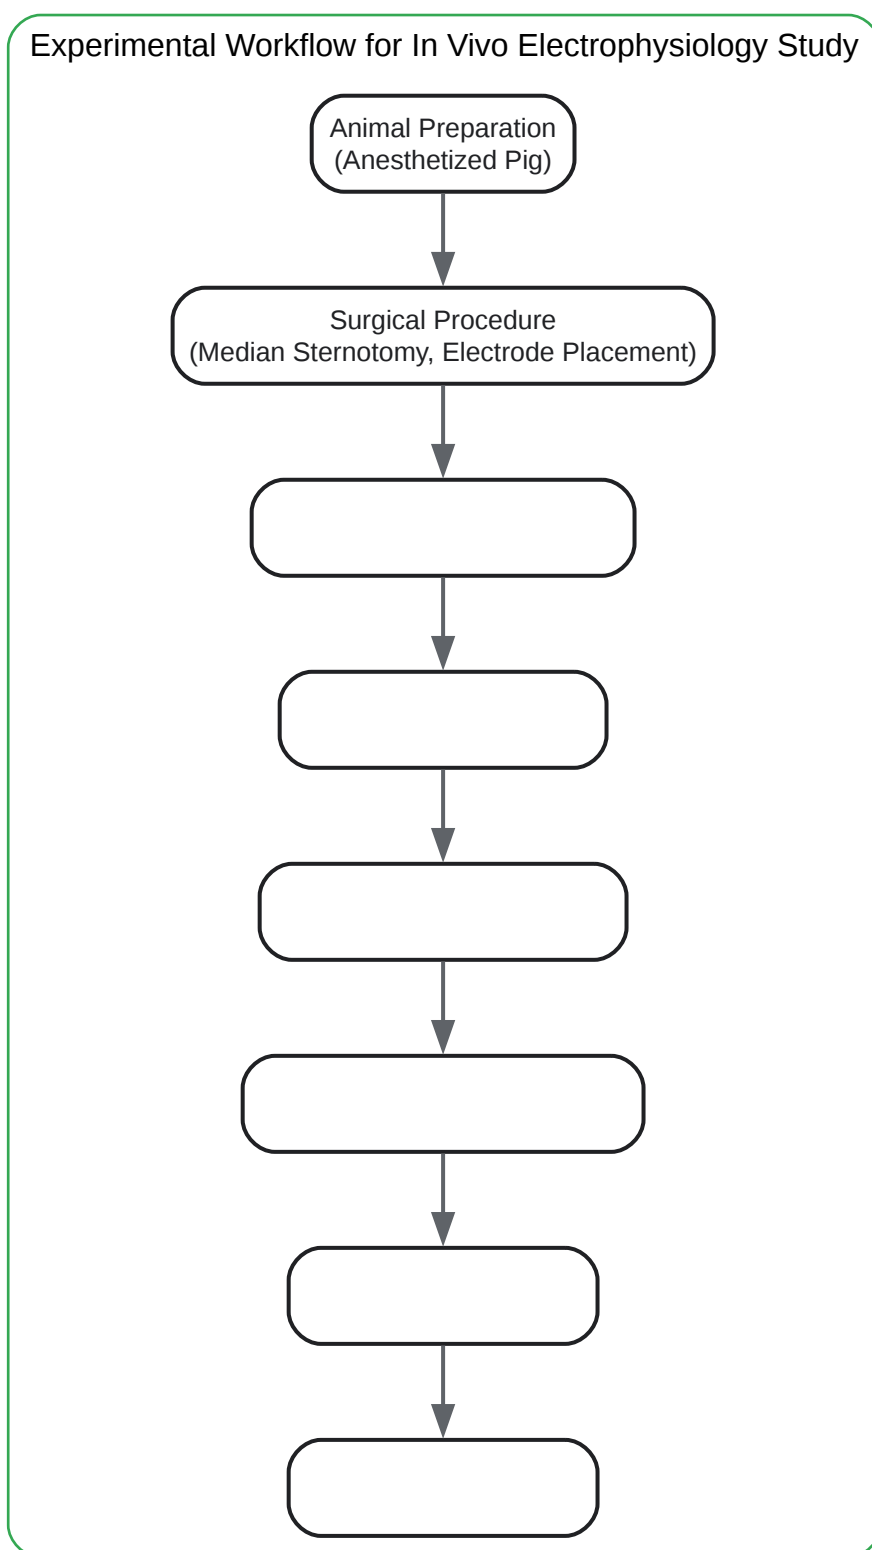 Experimental Workflow for In Vivo Electrophysiology Study
Animal Preparation
(Anesthetized Pig)
Surgical Procedure
(Median Sternotomy, Electrode Placement)